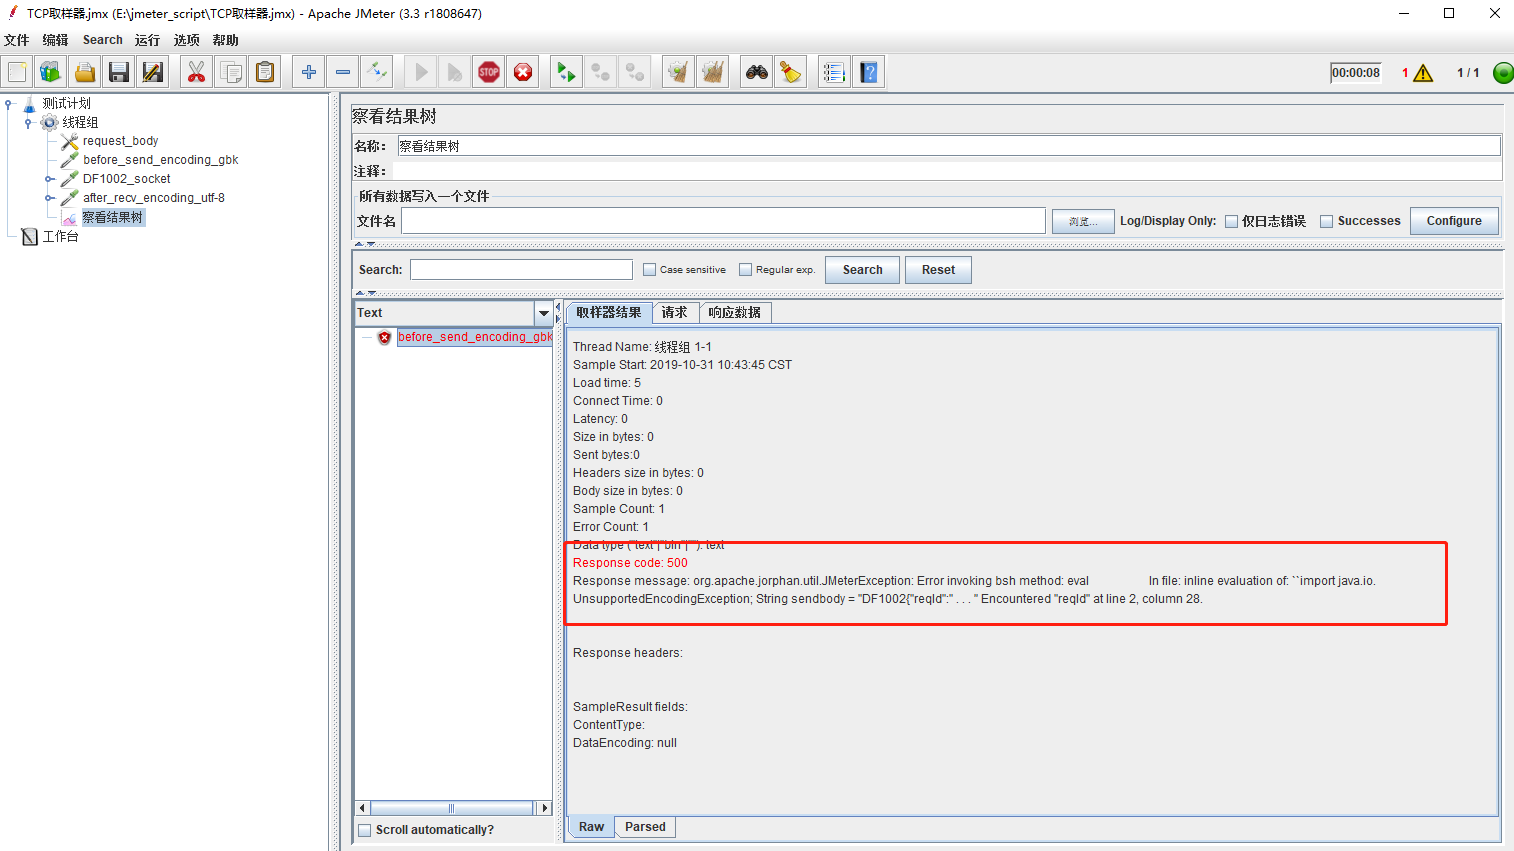 TCP取样器.jmx (E:\jmeter_script\TCP取样器.jmx) - Apache JMeter (3.3 r1808647)
文件 编辑 Search 运行 选项 帮助
STOP 00:00:08 1 1 / 1
测试计划
线程组
request_body
before_send_encoding_gbk
DF1002_socket
after_recv_encoding_utf-8
察看结果树
工作台
察看结果树
名称： 察看结果树
注释：
所有数据写入一个文件
文件名 浏览... Log/Display Only: 仅日志错误 Successes Configure
Search: Case sensitive Regular exp. Search Reset
Text
before_send_encoding_gbk
Scroll automatically?
取样器结果 请求 响应数据
Thread Name: 线程组 1-1
Sample Start: 2019-10-31 10:43:45 CST
Load time: 5
Connect Time: 0
Latency: 0
Size in bytes: 0
Sent bytes:0
Headers size in bytes: 0
Body size in bytes: 0
Sample Count: 1
Error Count: 1
Data type ("text"|"bin"|""): text
Response code: 500
Response message: org.apache.jorphan.util.JMeterException: Error invoking bsh method: eval In file: inline evaluation of: ``import java.io.
UnsupportedEncodingException; String sendbody = "DF1002{"reqId":" . . . '' Encountered "reqId" at line 2, column 28.
Response headers:
SampleResult fields:
ContentType:
DataEncoding: null
Raw Parsed